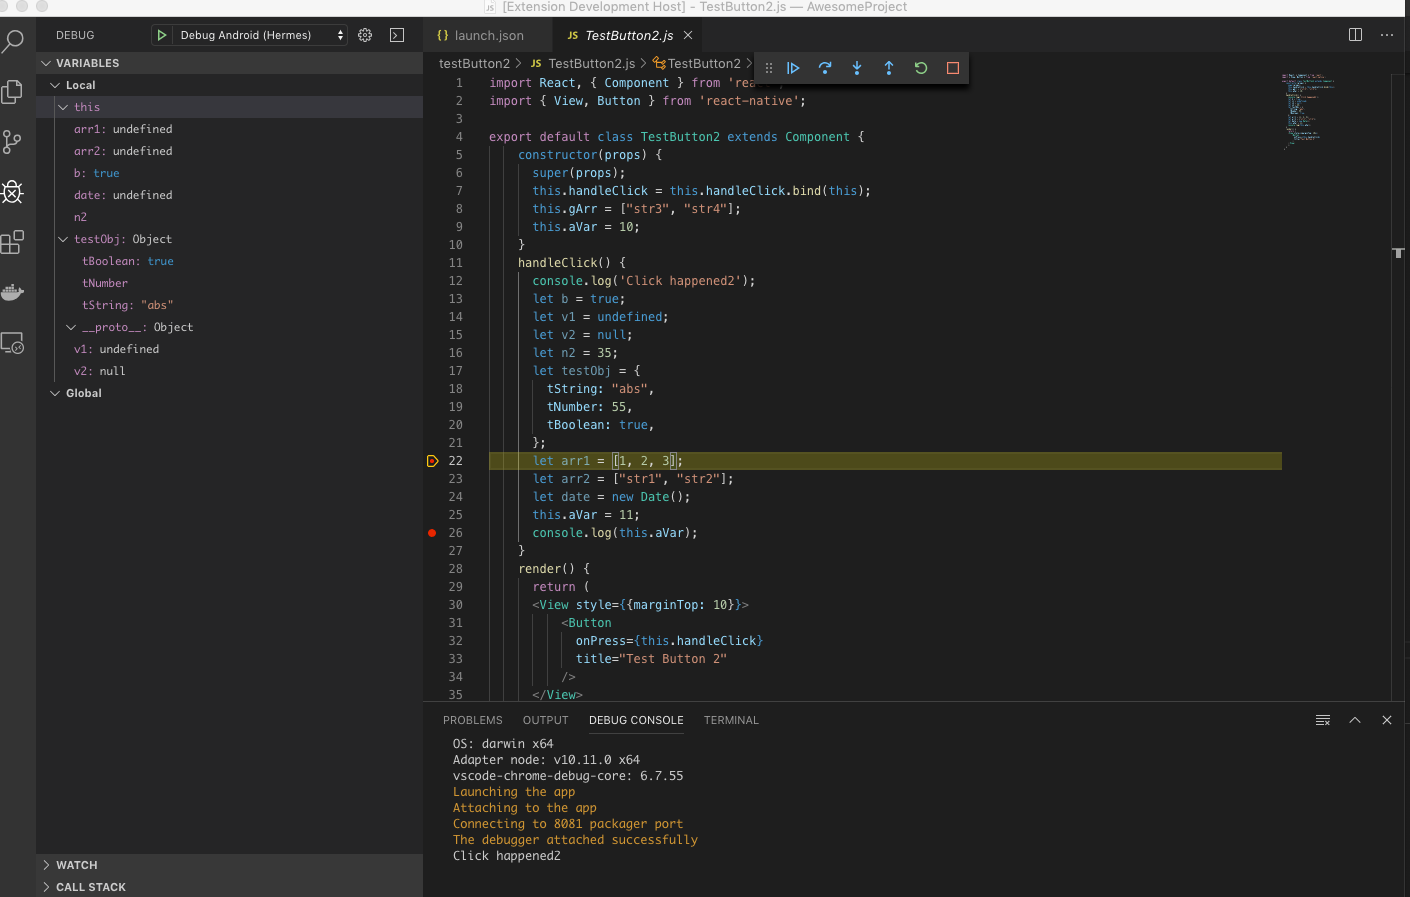 [Extension Development Host] - TestButton2.js — AwesomeProject
DEBUG
Debug Android (Hermes)
VARIABLES
Local
this
arr1: undefined
arr2: undefined
b: true
date: undefined
n2
testObj: Object
tBoolean: true
tNumber
tString: "abs"
__proto__: Object
v1: undefined
v2: null
Global
WATCH
CALL STACK
{} launch.json
JS TestButton2.js
testButton2 > JS TestButton2.js > TestButton2 >
1 import React, { Component } from 'rea
2 import { View, Button } from 'react-native';
3
4 export default class TestButton2 extends Component {
5 constructor(props) {
6 super(props);
7 this.handleClick = this.handleClick.bind(this);
8 this.gArr = ["str3", "str4"];
9 this.aVar = 10;
10 }
11 handleClick() {
12 console.log('Click happened2');
13 let b = true;
14 let v1 = undefined;
15 let v2 = null;
16 let n2 = 35;
17 let testObj = {
18 tString: "abs",
19 tNumber: 55,
20 tBoolean: true,
21 };
22 let arr1 = [1, 2, 3];
23 let arr2 = ["str1", "str2"];
24 let date = new Date();
25 this.aVar = 11;
26 console.log(this.aVar);
27 }
28 render() {
29 return (
30 <View style={{marginTop: 10}}>
31 <Button
32 onPress={this.handleClick}
33 title="Test Button 2"
34 />
35 </View>
PROBLEMS
OUTPUT
DEBUG CONSOLE
TERMINAL
OS: darwin x64
Adapter node: v10.11.0 x64
vscode-chrome-debug-core: 6.7.55
Launching the app
Attaching to the app
Connecting to 8081 packager port
The debugger attached successfully
Click happened2